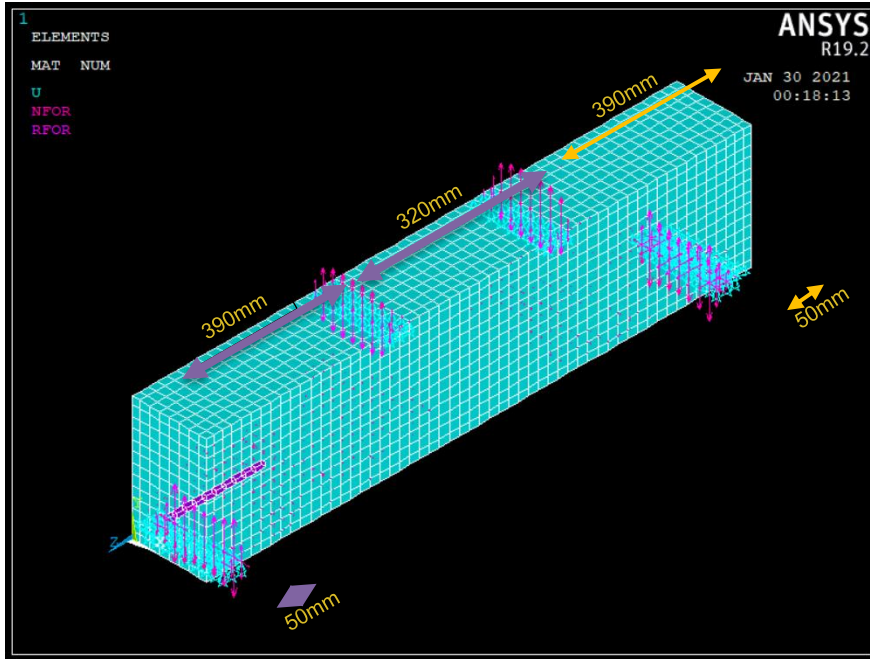 1
ELEMENTS
MAT NUM
U
NFOR
RFOR
ANSYS
R19.2
JAN 30 2021
00:18:13
390mm
320mm
390mm
50mm
50mm
Z
X